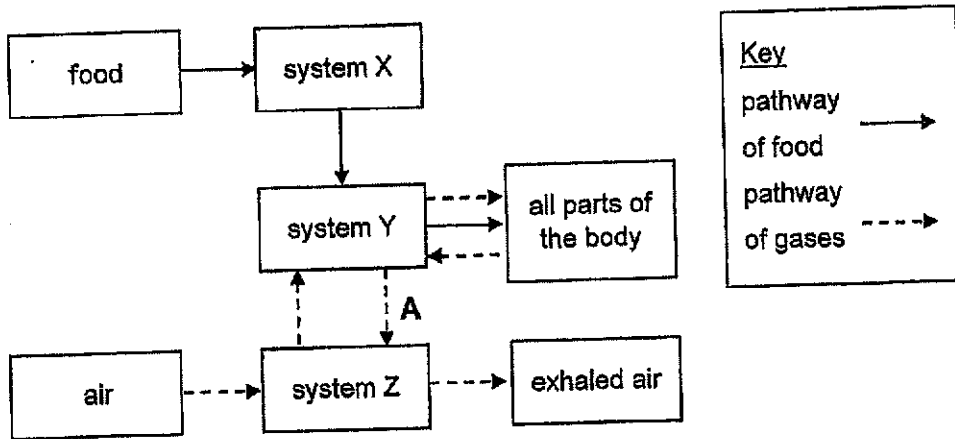 food
system X
Key
pathway
of food
pathway
of gases
system Y
all parts of
the body
A
air
system Z
exhaled air